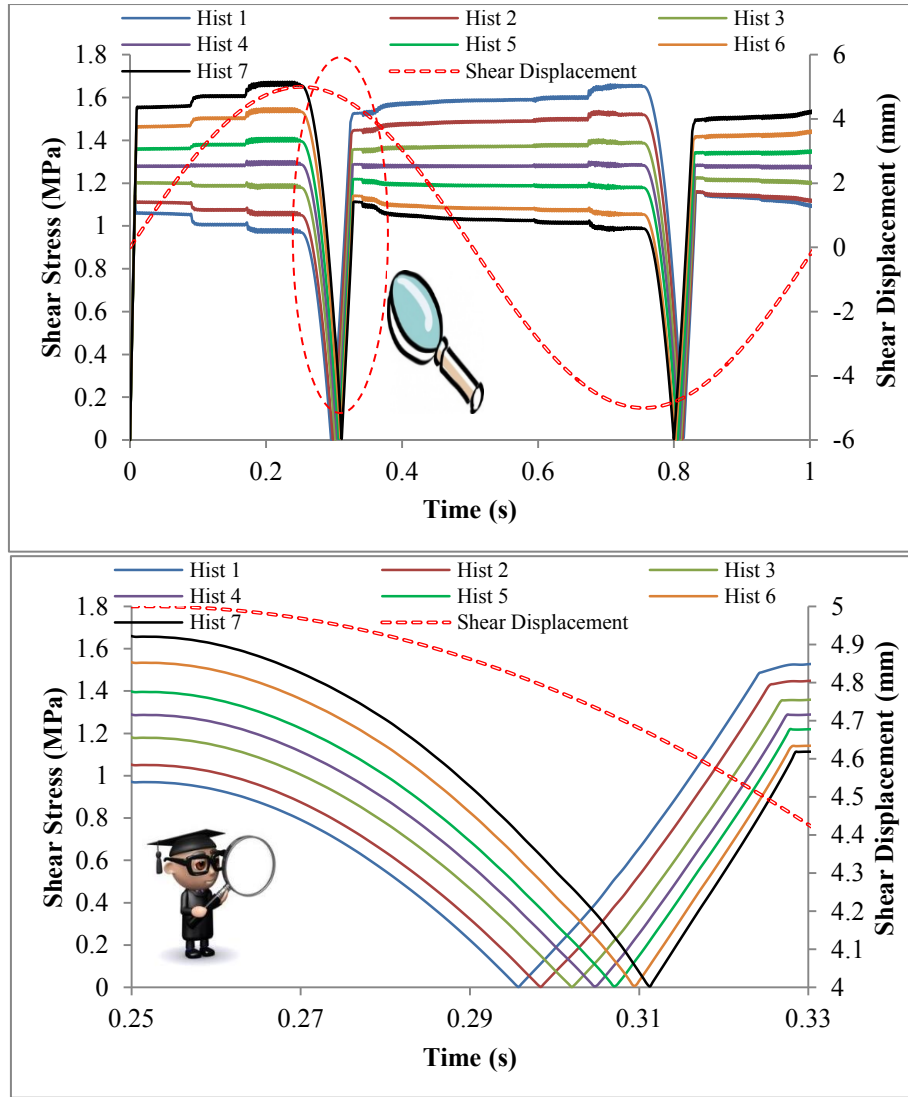 Hist 1 Hist 2 Hist 3
Hist 4 Hist 5 Hist 6
Hist 7 Shear Displacement
Shear Stress (MPa)
1.8
1.6
1.4
1.2
1
0.8
0.6
0.4
0.2
0
0 0.2 0.4 0.6 0.8 1
Time (s)
6
4
2
0
-2
-4
-6
Shear Displacement (mm)
Hist 1 Hist 2 Hist 3
Hist 4 Hist 5 Hist 6
Hist 7 Shear Displacement
Shear Stress (MPa)
1.8
1.6
1.4
1.2
1
0.8
0.6
0.4
0.2
0
0.25 0.27 0.29 0.31 0.33
Time (s)
5
4.9
4.8
4.7
4.6
4.5
4.4
4.3
4.2
4.1
4
Shear Displacement (mm)